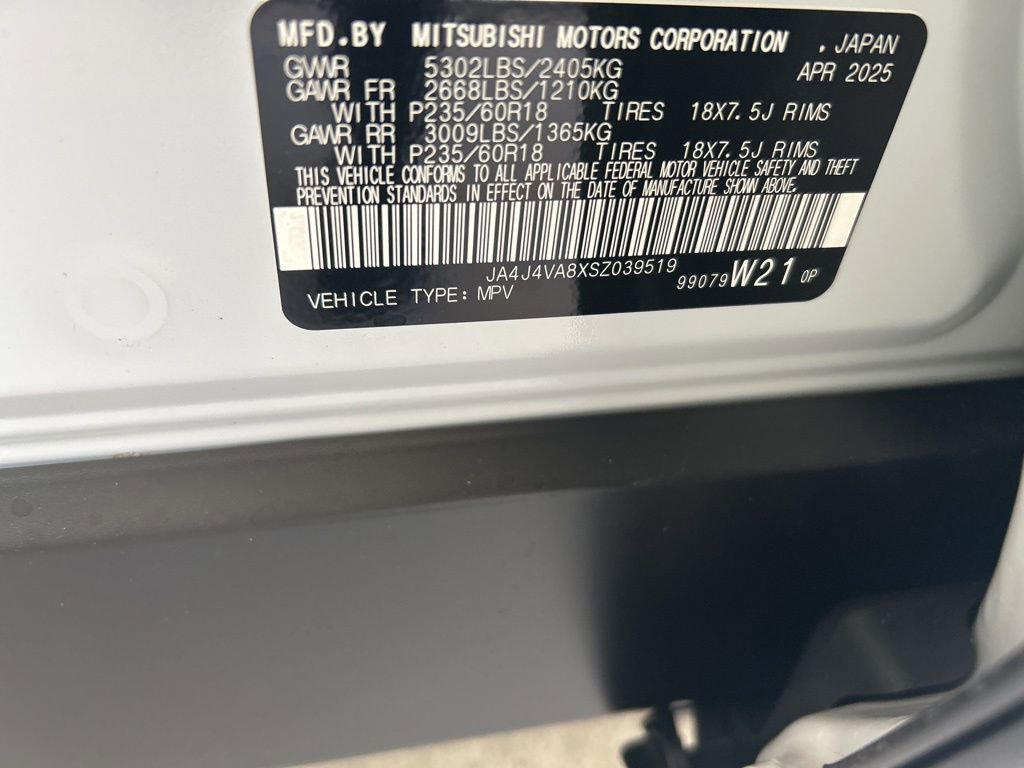 MFD.BY MITSUBISHI MOTORS CORPORATION , JAPAN
GVWR 5302LBS/2405KG APR 2025
GAWR FR 2668LBS/1210KG
WITH P235/60R18 TIRES 18X7.5J RIMS
GAWR RR 3009LBS/1365KG
WITH P235/60R18 TIRES 18X7.5J RIMS
THIS VEHICLE CONFORMS TO ALL APPLICABLE FEDERAL MOTOR VEHICLE SAFETY AND THEFT
PREVENTION STANDARDS IN EFFECT ON THE DATE OF MANUFACTURE SHOWN ABOVE.
JA4J4VA8XSZ039519
99079 W21 0P
VEHICLE TYPE: MPV